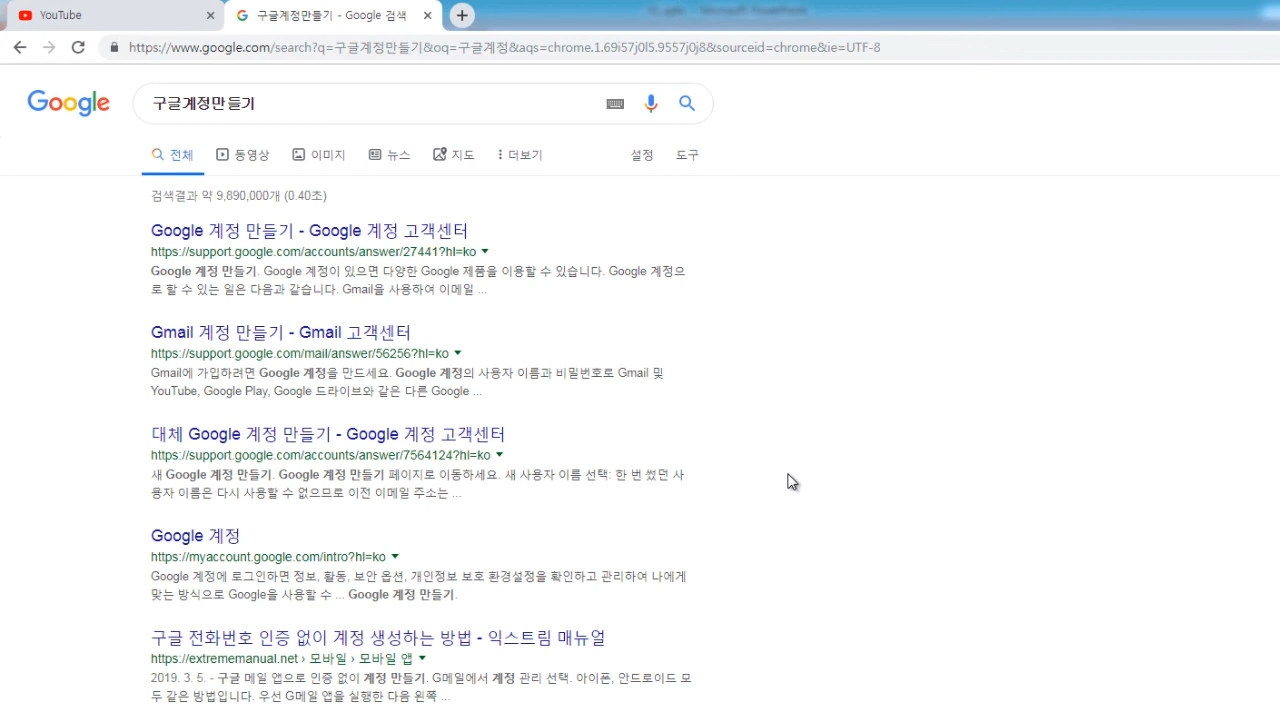 YouTube
구글계정만들기 - Google 검색
https://www.google.com/search?q=구글계정만들기&oq=구글계정&aqs=chrome.1.69i57j0l5.9557j0j8&sourceid=chrome&ie=UTF-8
Google
구글계정만들기
전체 동영상 이미지 뉴스 지도 더보기 설정 도구
검색결과 약 9,890,000개 (0.40초)
Google 계정 만들기 - Google 계정 고객센터
https://support.google.com/accounts/answer/27441?hl=ko
Google 계정 만들기. Google 계정이 있으면 다양한 Google 제품을 이용할 수 있습니다. Google 계정으
로 할 수 있는 일은 다음과 같습니다. Gmail을 사용하여 이메일 ...
Gmail 계정 만들기 - Gmail 고객센터
https://support.google.com/mail/answer/56256?hl=ko
Gmail에 가입하려면 Google 계정을 만드세요. Google 계정의 사용자 이름과 비밀번호로 Gmail 및
YouTube, Google Play, Google 드라이브와 같은 다른 Google ...
대체 Google 계정 만들기 - Google 계정 고객센터
https://support.google.com/accounts/answer/7564124?hl=ko
새 Google 계정 만들기. Google 계정 만들기 페이지로 이동하세요. 새 사용자 이름 선택: 한 번 썼던 사
용자 이름은 다시 사용할 수 없으므로 이전 이메일 주소는 ...
Google 계정
https://myaccount.google.com/intro?hl=ko
Google 계정에 로그인하면 정보, 활동, 보안 옵션, 개인정보 보호 환경설정을 확인하고 관리하여 나에게
맞는 방식으로 Google을 사용할 수 ... Google 계정 만들기.
구글 전화번호 인증 없이 계정 생성하는 방법 - 익스트림 매뉴얼
https://extrememanual.net › 모바일 › 모바일 앱
2019. 3. 5. - 구글 메일 앱으로 인증 없이 계정 만들기. G메일에서 계정 관리 선택. 아이폰, 안드로이드 모
두 같은 방법입니다. 우선 G메일 앱을 실행한 다음 왼쪽 ...